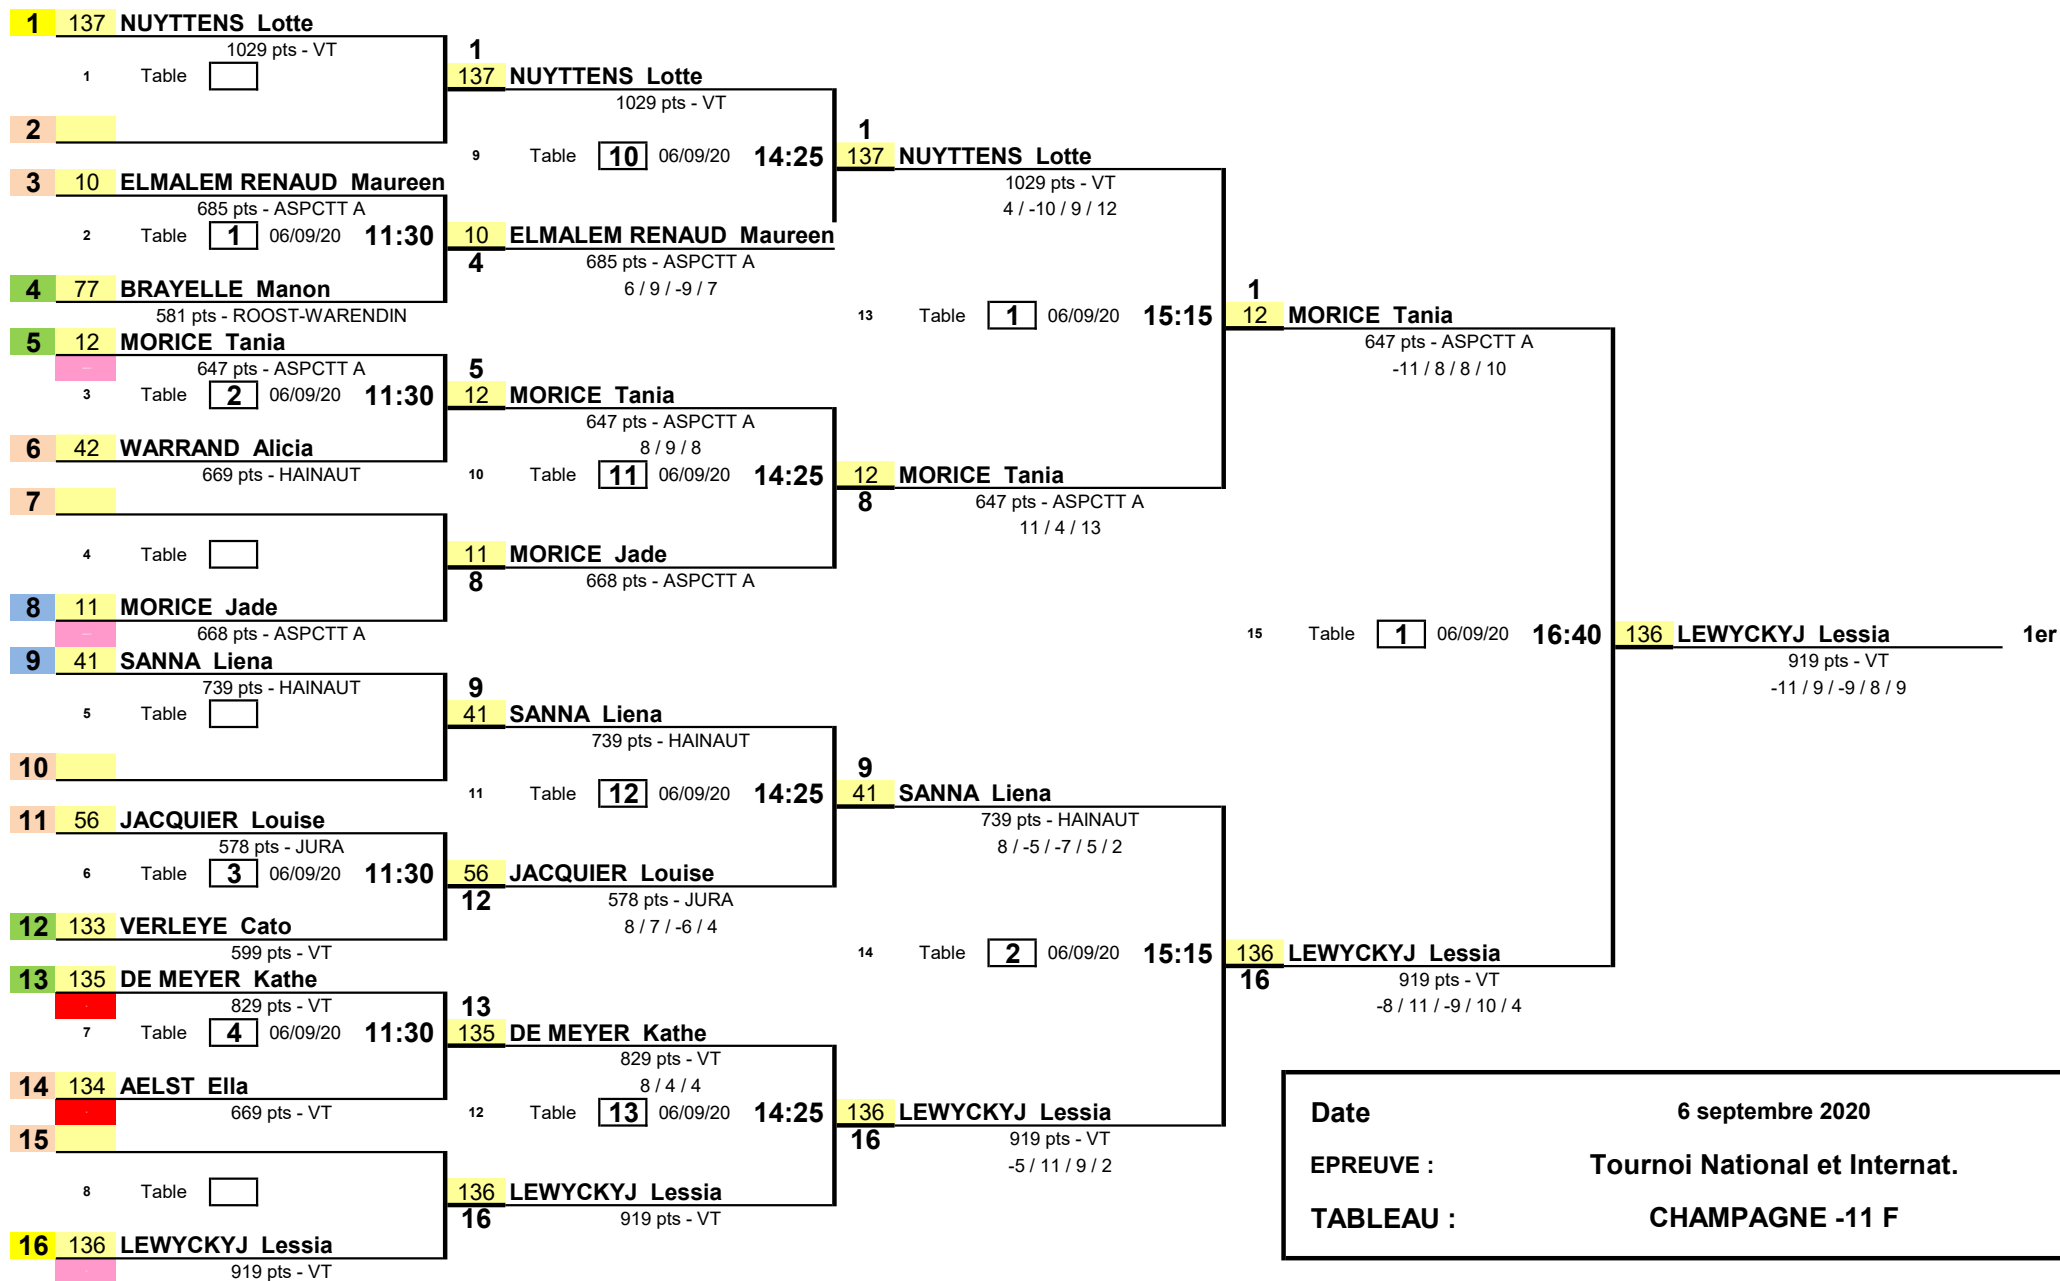 1 137 NUYTTENS Lotte
1029 pts - VT
1 Table
2
3 10 ELMALEM RENAUD Maureen
685 pts - ASPCTT A
2 Table 1 06/09/20 11:30
4 77 BRAYELLE Manon
581 pts - ROOST-WARENDIN
5 12 MORICE Tania
647 pts - ASPCTT A
3 Table 2 06/09/20 11:30
6 42 WARRAND Alicia
669 pts - HAINAUT
7
4 Table
8 11 MORICE Jade
668 pts - ASPCTT A
9 41 SANNA Liena
739 pts - HAINAUT
5 Table
10
11 56 JACQUIER Louise
578 pts - JURA
6 Table 3 06/09/20 11:30
12 133 VERLEYE Cato
599 pts - VT
13 135 DE MEYER Kathe
829 pts - VT
7 Table 4 06/09/20 11:30
14 134 AELST Ella
669 pts - VT
15
8 Table
16 136 LEWYCKYJ Lessia
919 pts - VT
1
137 NUYTTENS Lotte
1029 pts - VT
9 Table 10 06/09/20 14:25
10 ELMALEM RENAUD Maureen
4
685 pts - ASPCTT A
6 / 9 / -9 / 7
5
12 MORICE Tania
647 pts - ASPCTT A
8 / 9 / 8
10 Table 11 06/09/20 14:25
11 MORICE Jade
8
668 pts - ASPCTT A
9
41 SANNA Liena
739 pts - HAINAUT
11 Table 12 06/09/20 14:25
56 JACQUIER Louise
12
578 pts - JURA
8 / 7 / -6 / 4
13
135 DE MEYER Kathe
829 pts - VT
8 / 4 / 4
12 Table 13 06/09/20 14:25
136 LEWYCKYJ Lessia
16
919 pts - VT
1
137 NUYTTENS Lotte
1029 pts - VT
4 / -10 / 9 / 12
13 Table 1 06/09/20 15:15
12 MORICE Tania
8
647 pts - ASPCTT A
11 / 4 / 13
9
41 SANNA Liena
739 pts - HAINAUT
8 / -5 / -7 / 5 / 2
14 Table 2 06/09/20 15:15
136 LEWYCKYJ Lessia
16
919 pts - VT
-5 / 11 / 9 / 2
1
12 MORICE Tania
647 pts - ASPCTT A
-11 / 8 / 8 / 10
15 Table 1 06/09/20 16:40
136 LEWYCKYJ Lessia
16
919 pts - VT
-8 / 11 / -9 / 10 / 4
136 LEWYCKYJ Lessia 1er
919 pts - VT
-11 / 9 / -9 / 8 / 9
Date 6 septembre 2020
EPREUVE : Tournoi National et Internat.
TABLEAU : CHAMPAGNE -11 F